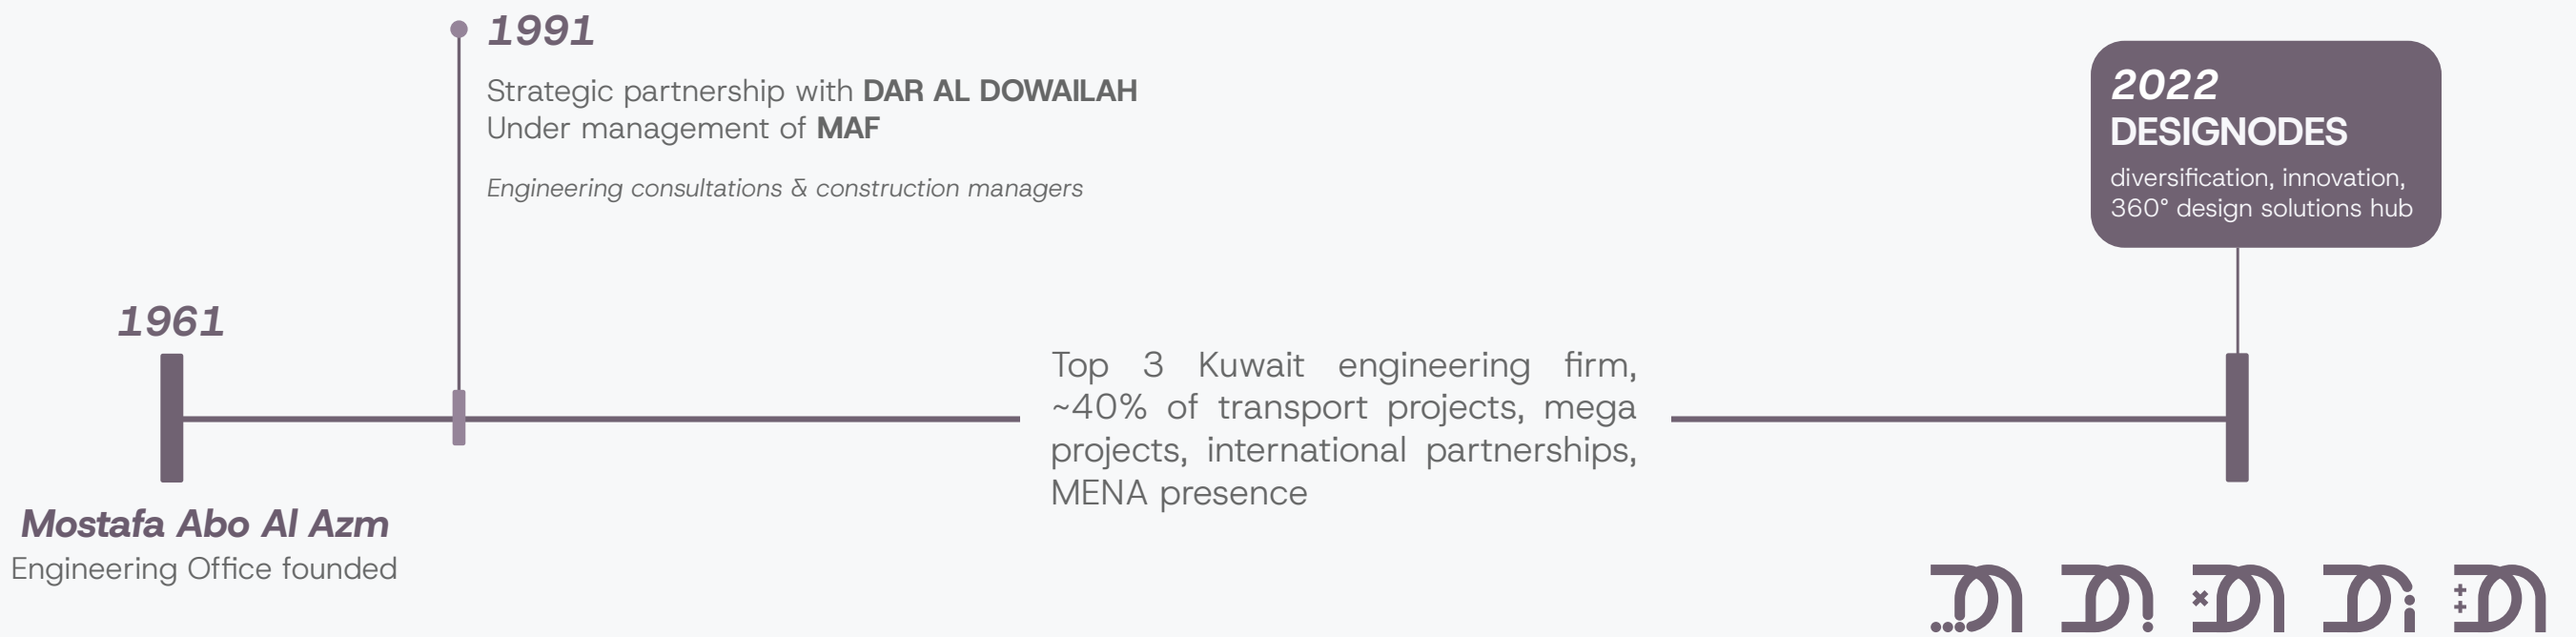 1991
Strategic partnership with DAR AL DOWAILAH
Under management of MAF
Engineering consultations & construction managers
2022
DESIGNODES
diversification, innovation,
360° design solutions hub
1961
Mostafa Abo Al Azm
Engineering Office founded
Top 3 Kuwait engineering firm,
~40% of transport projects, mega
projects, international partnerships,
MENA presence